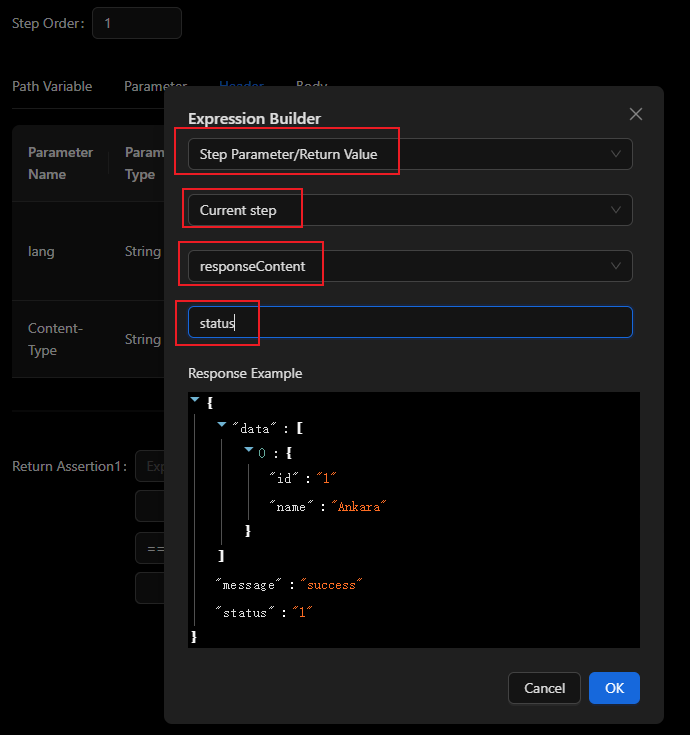 Step Order: 1
Path Variable Parameter Header Body
Expression Builder
Parameter Name
Type
Step Parameter/Return Value
Current step
lang String
responseContent
Content-Type String
status
Response Example
{
"data" : [
0 : {
"id" : "1"
"name" : "Ankara"
}
]
"message" : "success"
"status" : "1"
}
Return Assertion1:
==
Cancel OK